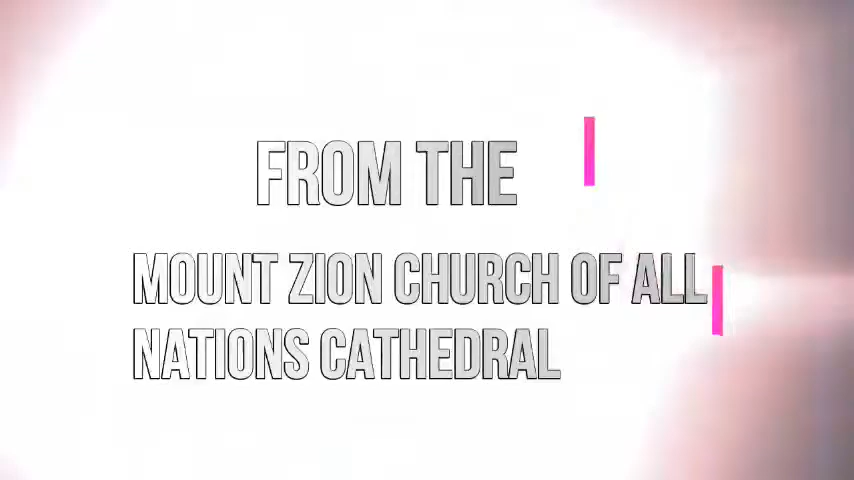 FROM THE
MOUNT ZION CHURCH OF ALL
NATIONS CATHEDRAL